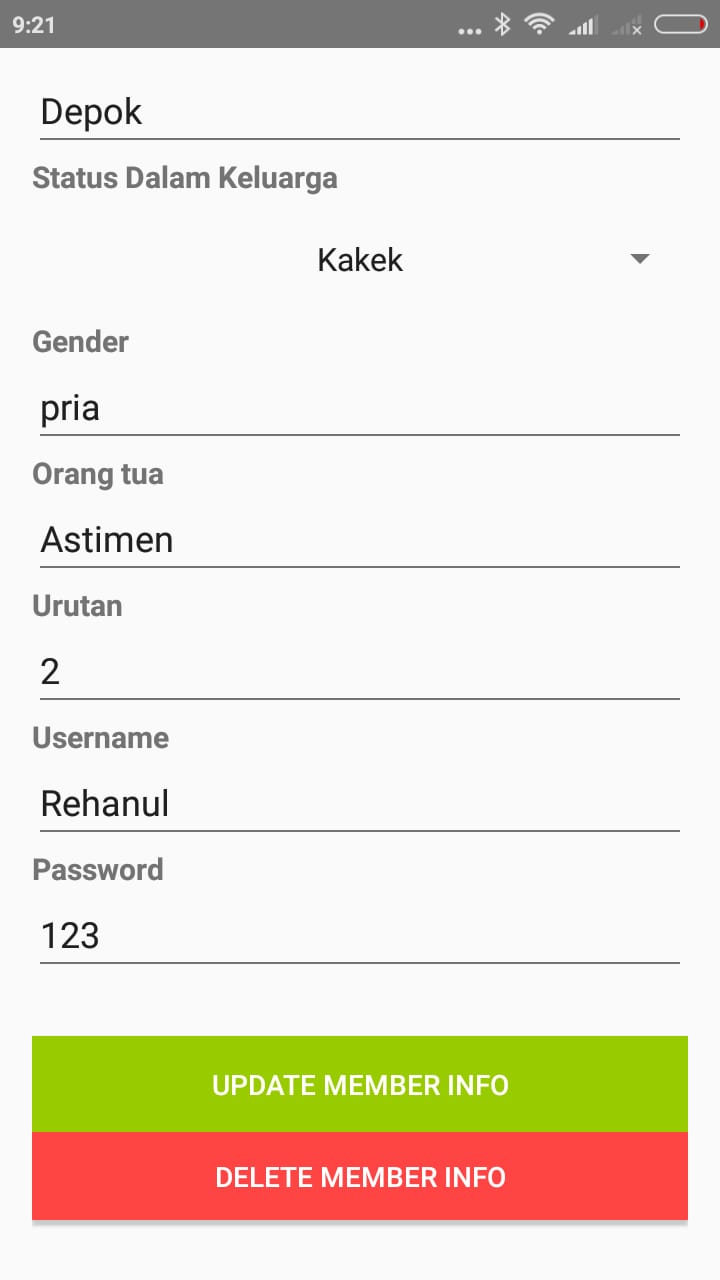 9:21
Depok
Status Dalam Keluarga
Kakek
Gender
pria
Orang tua
Astimen
Urutan
2
Username
Rehanul
Password
123
UPDATE MEMBER INFO
DELETE MEMBER INFO